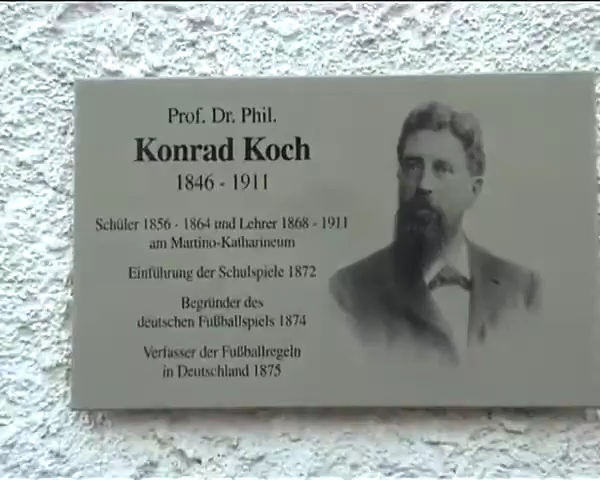 Prof. Dr. Phil.
Konrad Koch
1846 - 1911
Schüler 1856 - 1864 und Lehrer 1868 - 1911
am Martino-Katharineum
Einführung der Schulspiele 1872
Begründer des
deutschen Fußballspiels 1874
Verfasser der Fußballregeln
in Deutschland 1875